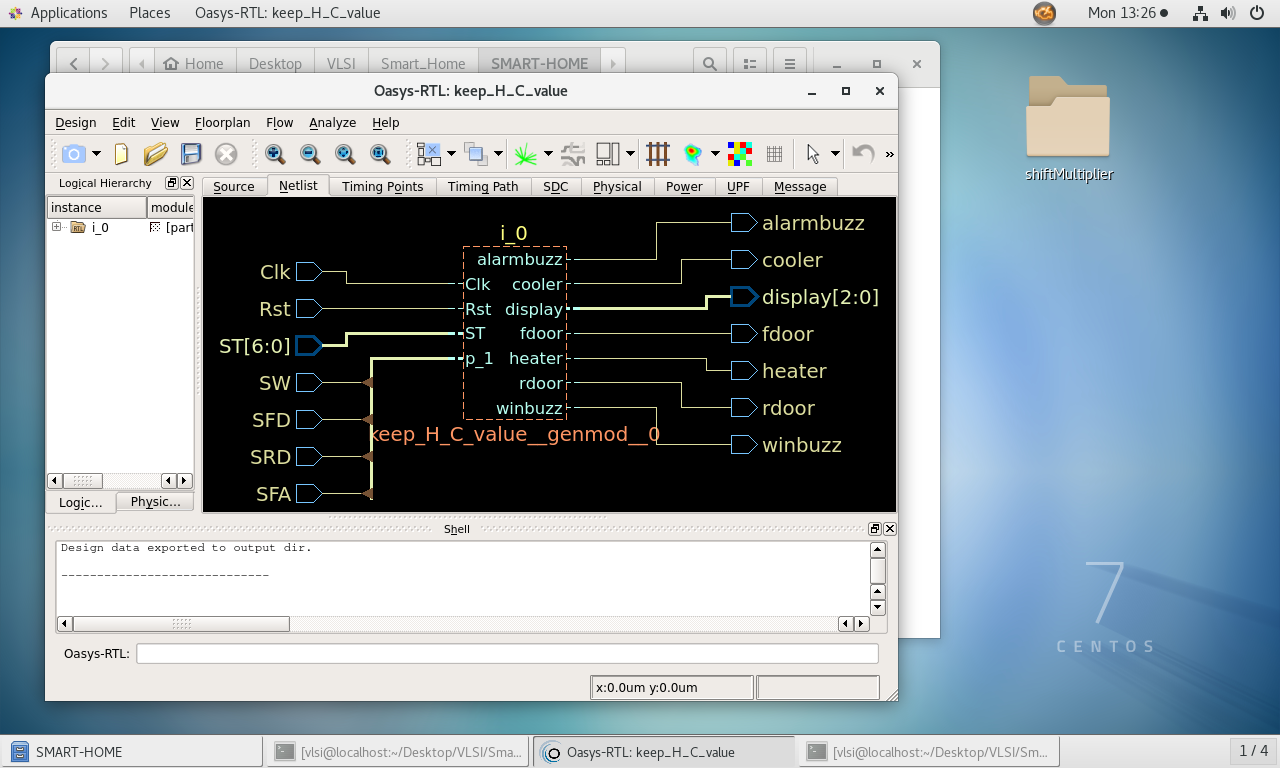 Applications Places Oasys-RTL: keep_H_C_value Mon 13:26
Home Desktop VLSI Smart_Home SMART-HOME
Oasys-RTL: keep_H_C_value
Design Edit View Floorplan Flow Analyze Help
»
Logical Hierarchy
Source Netlist Timing Points Timing Path SDC Physical Power UPF Message
instance module
RTL i_0 [part
i_0
alarmbuzz
Clk cooler
Rst display
ST fdoor
p_1 heater
rdoor
winbuzz
keep_H_C_value__genmod__0
Clk
Rst
ST[6:0]
SW
SFD
SRD
SFA
alarmbuzz
cooler
display[2:0]
fdoor
heater
rdoor
winbuzz
Logic... Physic...
Shell
Design data exported to output dir.
-----------------------------
Oasys-RTL:
x:0.0um y:0.0um
shiftMultiplier
7
CENTOS
SMART-HOME [vlsi@localhost:~/Desktop/VLSI/Sma... Oasys-RTL: keep_H_C_value [vlsi@localhost:~/Desktop/VLSI/Sm... 1 / 4